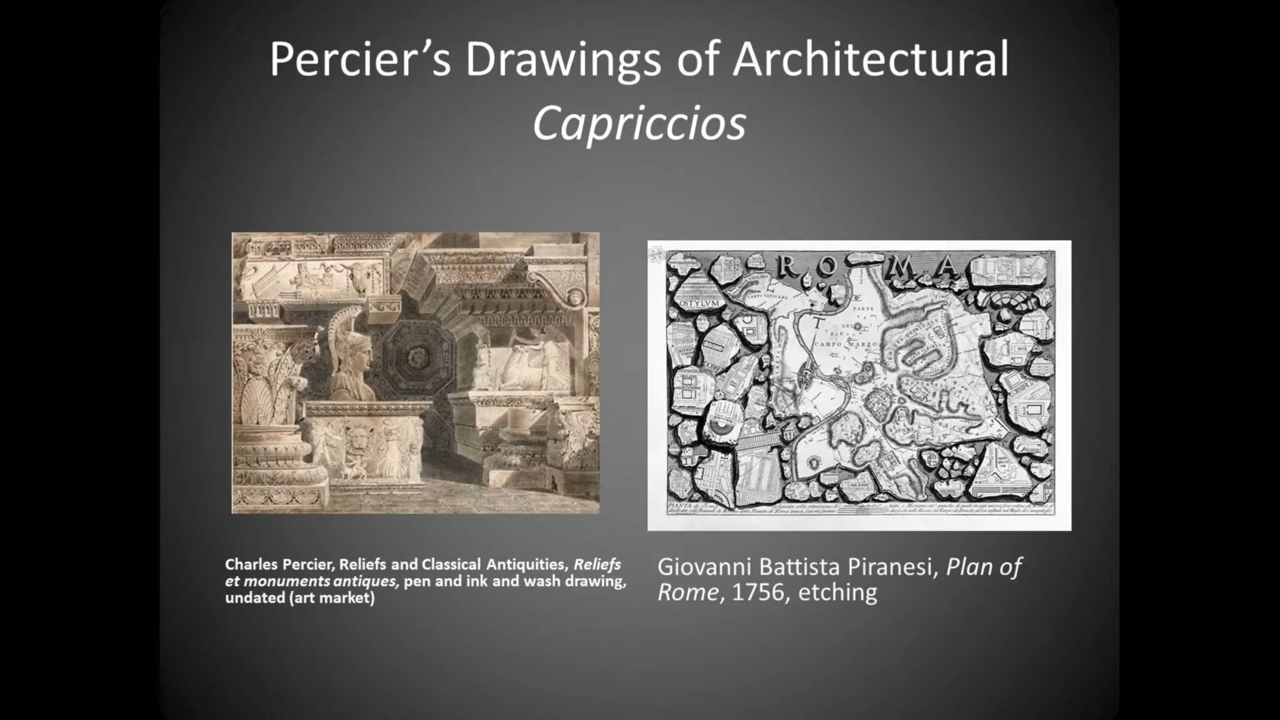 Percier’s Drawings of Architectural
Capriccios
R O M A
OSTYLVM
CAMPO MARZO
Charles Percier, Reliefs and Classical Antiquities, Reliefs
et monuments antiques, pen and ink and wash drawing,
undated (art market)
Giovanni Battista Piranesi, Plan of
Rome, 1756, etching